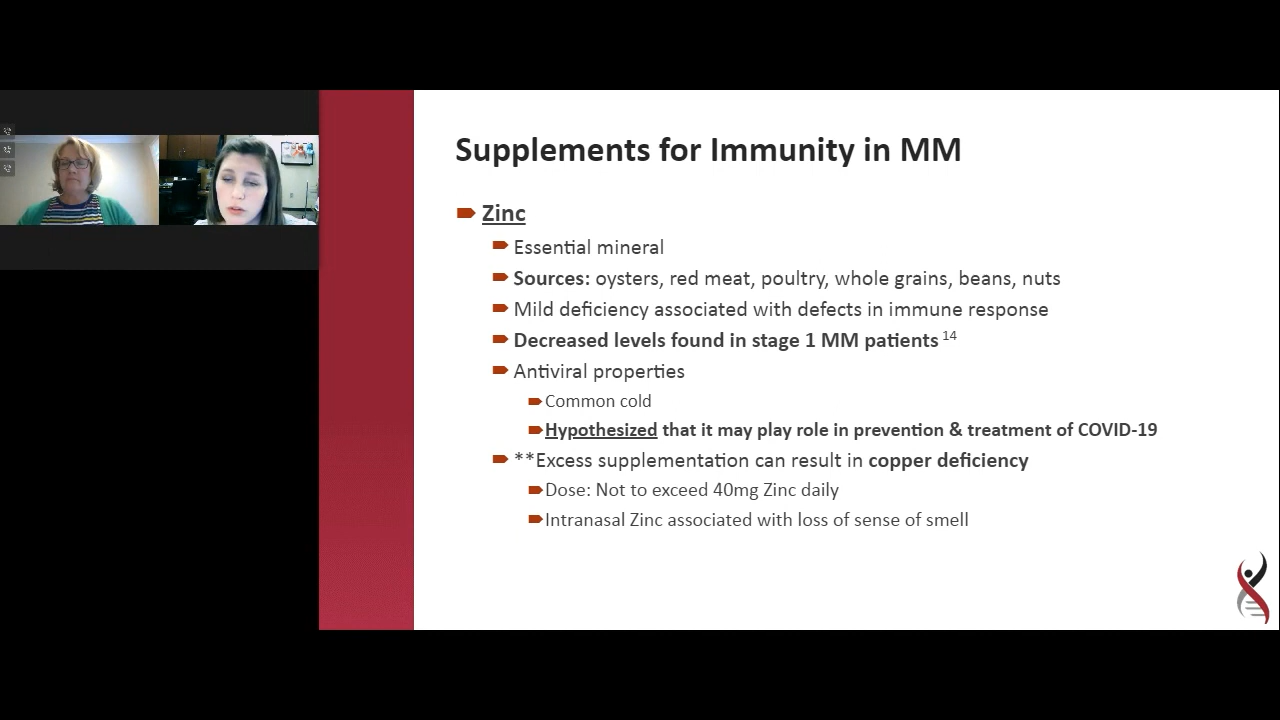 Supplements for Immunity in MM
Zinc
Essential mineral
Sources: oysters, red meat, poultry, whole grains, beans, nuts
Mild deficiency associated with defects in immune response
Decreased levels found in stage 1 MM patients 14
Antiviral properties
Common cold
Hypothesized that it may play role in prevention & treatment of COVID-19
**Excess supplementation can result in copper deficiency
Dose: Not to exceed 40mg Zinc daily
Intranasal Zinc associated with loss of sense of smell